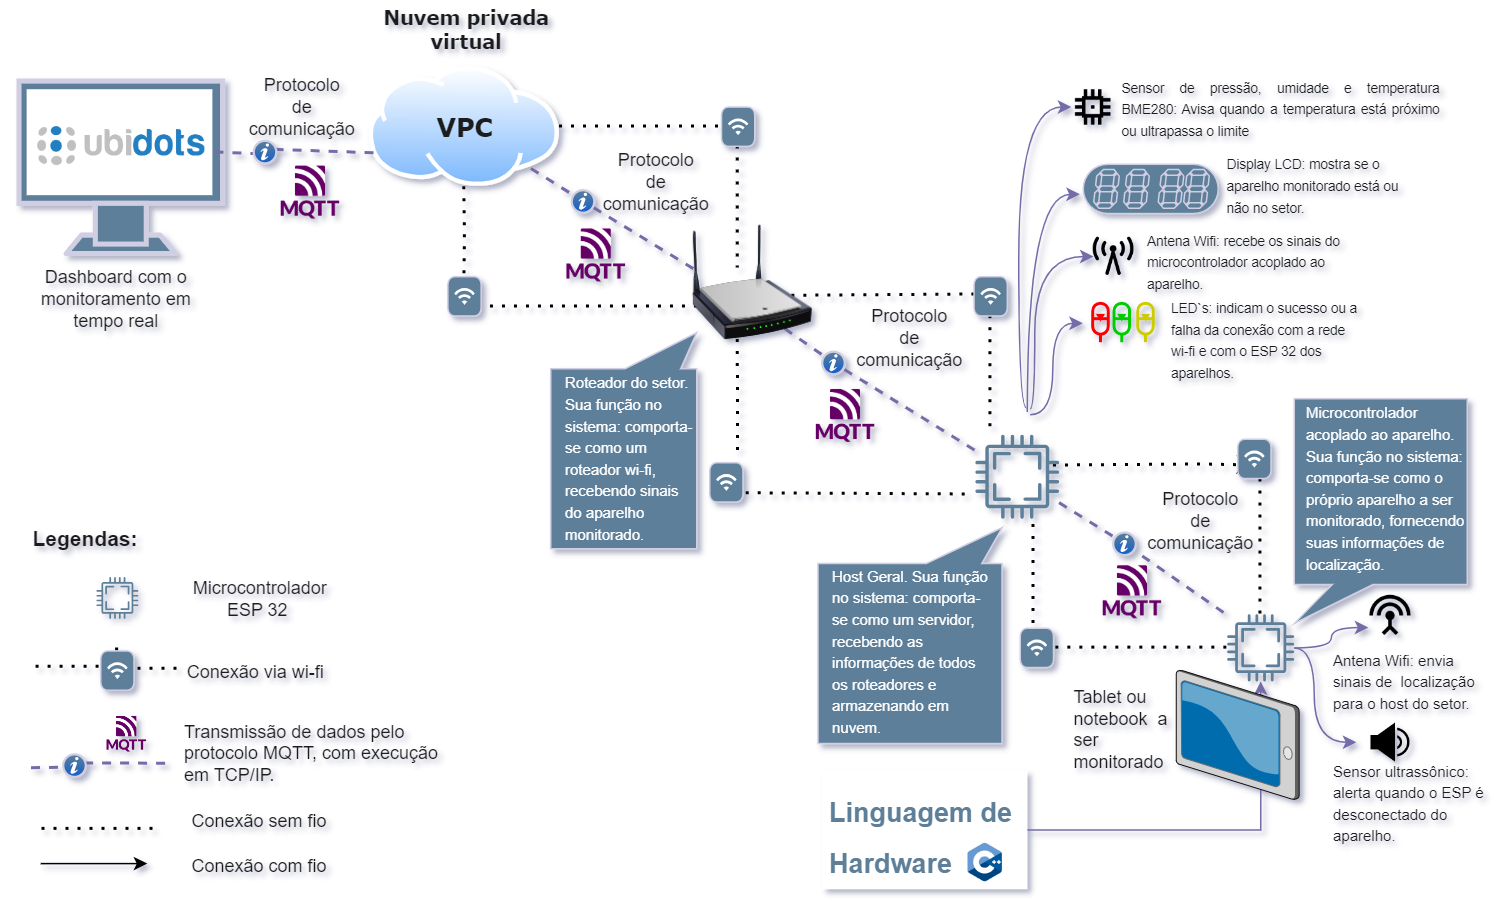 Nuvem privada
virtual
VPC
ubidots
Protocolo
de
comunicação
MQTT
Dashboard com o
monitoramento em
tempo real
Protocolo
de
comunicação
MQTT
Roteador do setor.
Sua função no
sistema: comporta-
se como um
roteador wi-fi,
recebendo sinais
do aparelho
monitorado.
Protocolo
de
comunicação
MQTT
Sensor de pressão, umidade e temperatura
BME280: Avisa quando a temperatura está próximo
ou ultrapassa o limite
Display LCD: mostra se o
aparelho monitorado está ou
não no setor.
Antena Wifi: recebe os sinais do
microcontrolador acoplado ao
aparelho.
LED`s: indicam o sucesso ou a
falha da conexão com a rede
wi-fi e com o ESP 32 dos
aparelhos.
Host Geral. Sua função
no sistema: comporta-
se como um servidor,
recebendo as
informações de todos
os roteadores e
armazenando em
nuvem.
Protocolo
de
comunicação
MQTT
Microcontrolador
acoplado ao aparelho.
Sua função no sistema:
comporta-se como o
próprio aparelho a ser
monitorado, fornecendo
suas informações de
localização.
Antena Wifi: envia
sinais de localização
para o host do setor.
Sensor ultrassônico:
alerta quando o ESP é
desconectado do
aparelho.
Tablet ou
notebook a
ser
monitorado
Linguagem de
Hardware
C++
Legendas:
Microcontrolador
ESP 32
Conexão via wi-fi
MQTT
Transmissão de dados pelo
protocolo MQTT, com execução
em TCP/IP.
Conexão sem fio
Conexão com fio